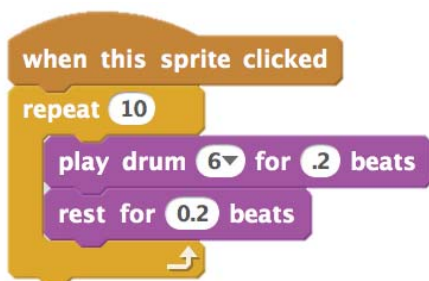 when this sprite clicked
repeat 10
play drum 6 for .2 beats
rest for 0.2 beats